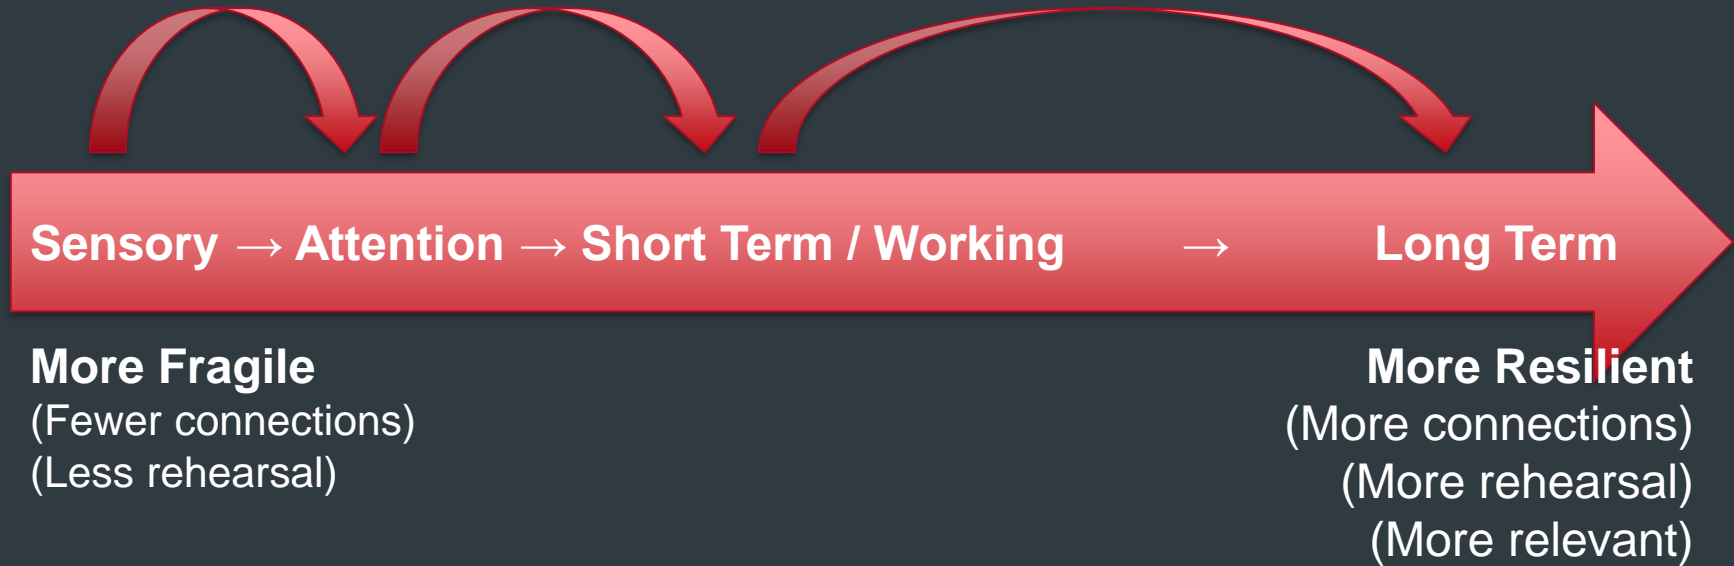 Sensory → Attention → Short Term / Working → Long Term
More Fragile
(Fewer connections)
(Less rehearsal)
More Resilient
(More connections)
(More rehearsal)
(More relevant)